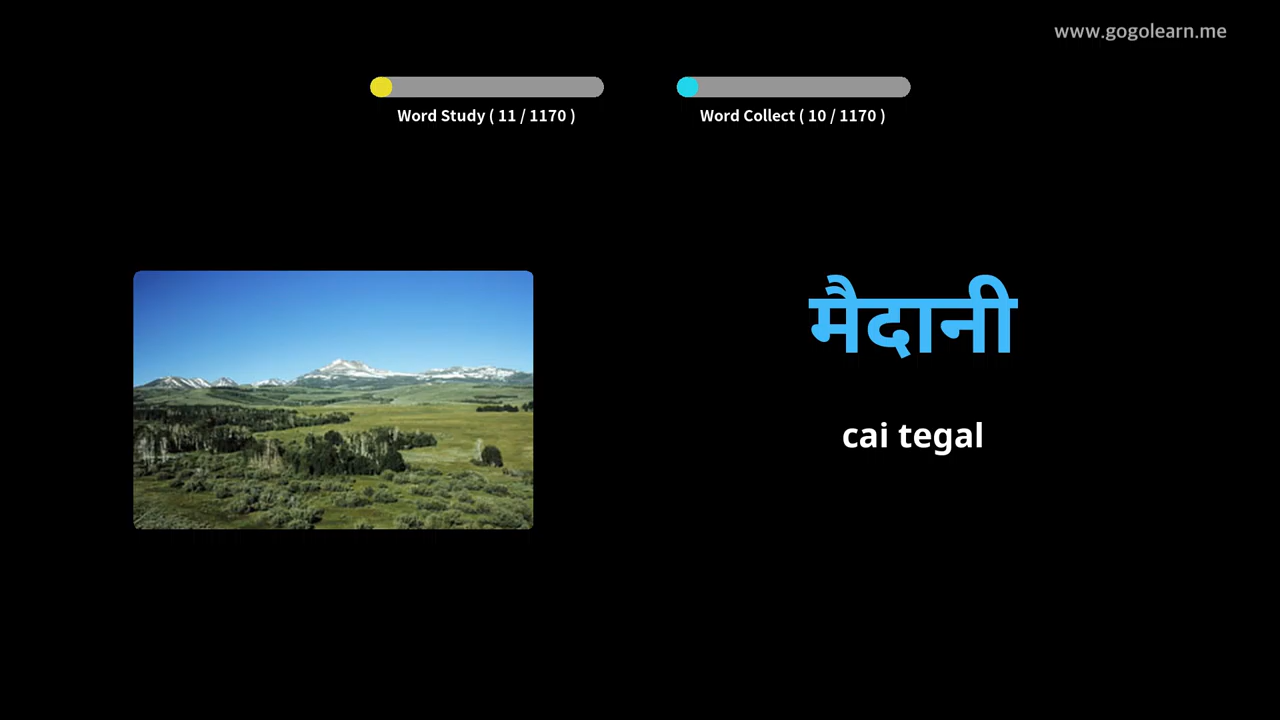 www.gogolearn.me
Word Study ( 11 / 1170 )
Word Collect ( 10 / 1170 )
मैदानी
cai tegal